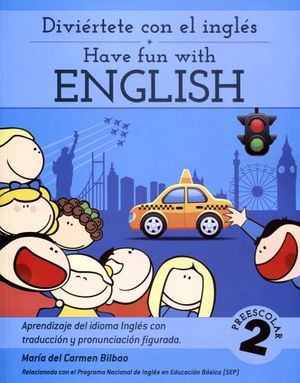 Diviértete con el inglés
Have fun with
ENGLISH
PREESCOLAR
2
Aprendizaje del idioma Inglés con
traducción y pronunciación figurada.
María del Carmen Bilbao
Relacionado con el Programa Nacional de Inglés en Educación Básica (SEP)